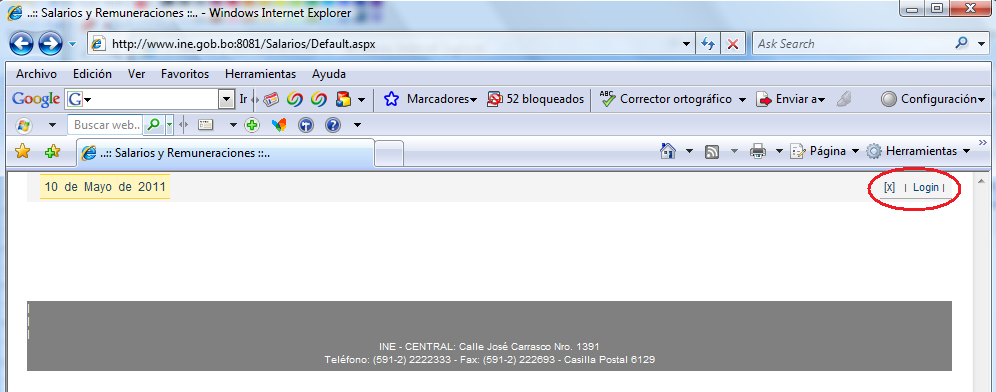 ..:: Salarios y Remuneraciones ::.. - Windows Internet Explorer
http://www.ine.gob.bo:8081/Salarios/Default.aspx
Ask Search
Archivo Edición Ver Favoritos Herramientas Ayuda
Google G Ir Marcadores 52 bloqueados ABC Corrector ortográfico Enviar a Configuración
Buscar web..
..:: Salarios y Remuneraciones ::.. Página Herramientas
10 de Mayo de 2011 [X] | Login |
|
|
|
INE - CENTRAL: Calle José Carrasco Nro. 1391
Teléfono: (591-2) 2222333 - Fax: (591-2) 222693 - Casilla Postal 6129